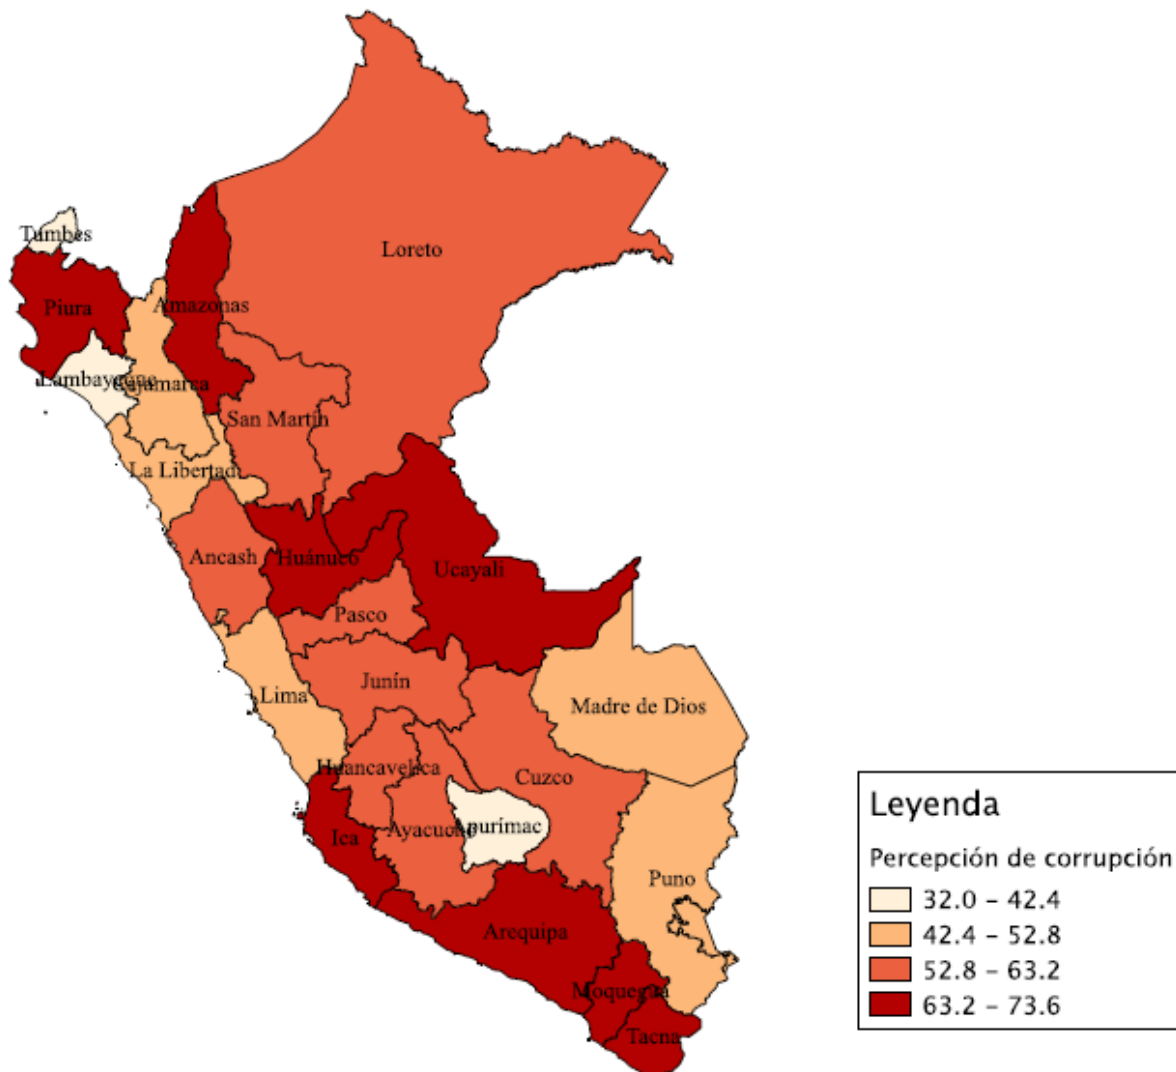 Tumbes
Loreto
Piura
Amazonas
Lambayeque
Cajamarca
San Martín
La Libertad
Ancash
Huánuco
Ucayali
Pasco
Junín
Lima
Madre de Dios
Huancavelica
Cuzco
Ica
Ayacucho
Apurímac
Puno
Arequipa
Moquegua
Tacna
Leyenda
Percepción de corrupción
32.0 – 42.4
42.4 – 52.8
52.8 – 63.2
63.2 – 73.6